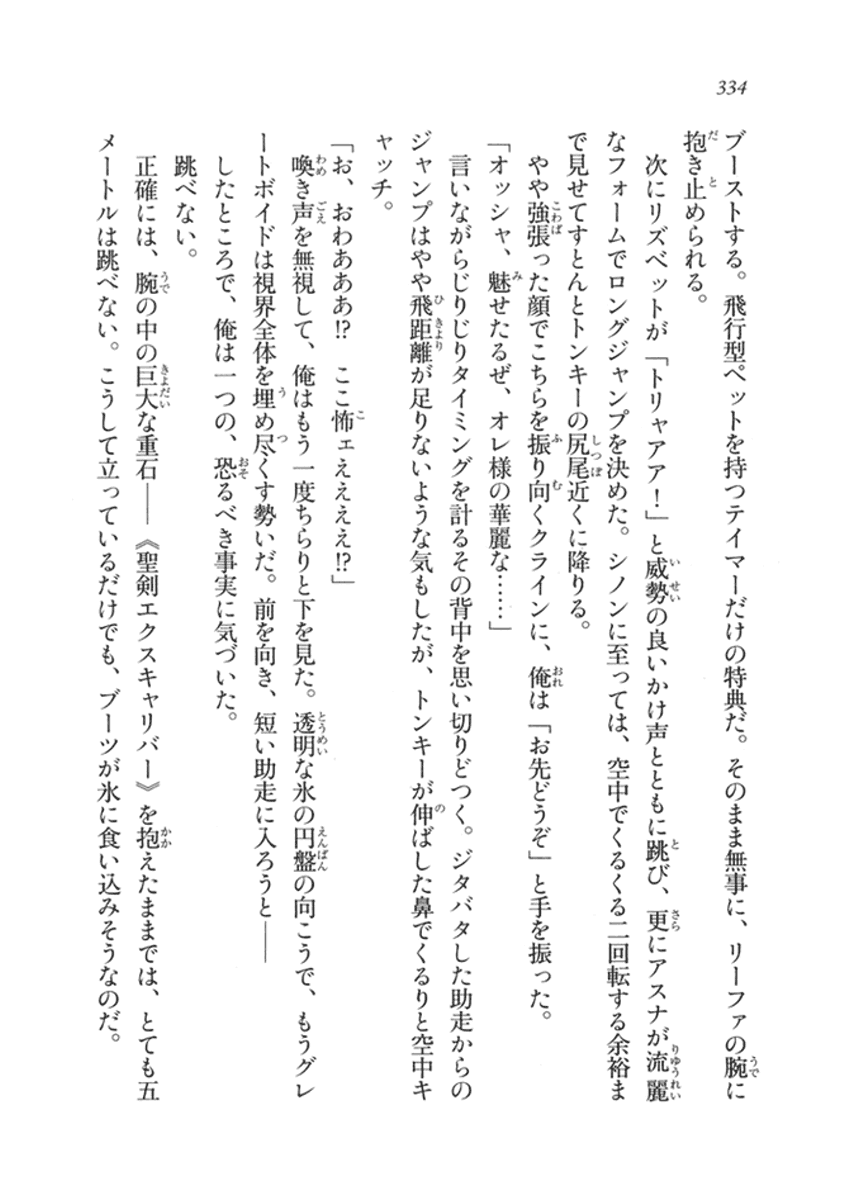 334
ブーストする。飛行型ペットを持つテイマーだけの特典だ。そのまま無事に、リーファの腕に
抱き止められる。
次にリズベットが「トリャアア！」と威勢の良いかけ声とともに跳び、更にアスナが流麗
なフォームでロングジャンプを決めた。シノンに至っては、空中でくるくる二回転する余裕ま
で見せてすとんとトンキーの尻尾近くに降りる。
やや強張った顔でこちらを振り向くクラインに、俺は「お先どうぞ」と手を振った。
「オッシャ、魅せたるぜ、オレ様の華麗な……」
言いながらじりじりタイミングを計るその背中を思い切りどつく。ジタバタした助走からの
ジャンプはやや飛距離が足りないような気もしたが、トンキーが伸ばした鼻でくるりと空中キ
ャッチ。
「お、おわあああ!?　ここ怖ェえええ!?」
喚き声を無視して、俺はもう一度ちらりと下を見た。透明な氷の円盤の向こうで、もうグレ
ートボイドは視界全体を埋め尽くす勢いだ。前を向き、短い助走に入ろうと――
したところで、俺は一つの、恐るべき事実に気づいた。
跳べない。
正確には、腕の中の巨大な重石――《聖剣エクスキャリバー》を抱えたままでは、とても五
メートルは跳べない。こうして立っているだけでも、ブーツが氷に食い込みそうなのだ。